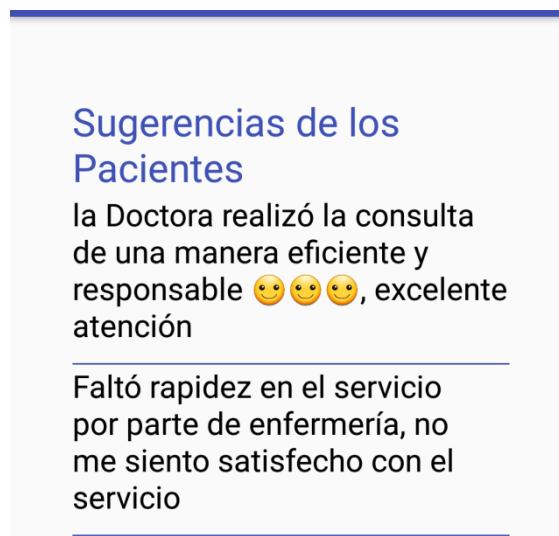 Sugerencias de los
Pacientes
la Doctora realizó la consulta
de una manera eficiente y
responsable 🙂🙂🙂, excelente
atención
Faltó rapidez en el servicio
por parte de enfermería, no
me siento satisfecho con el
servicio